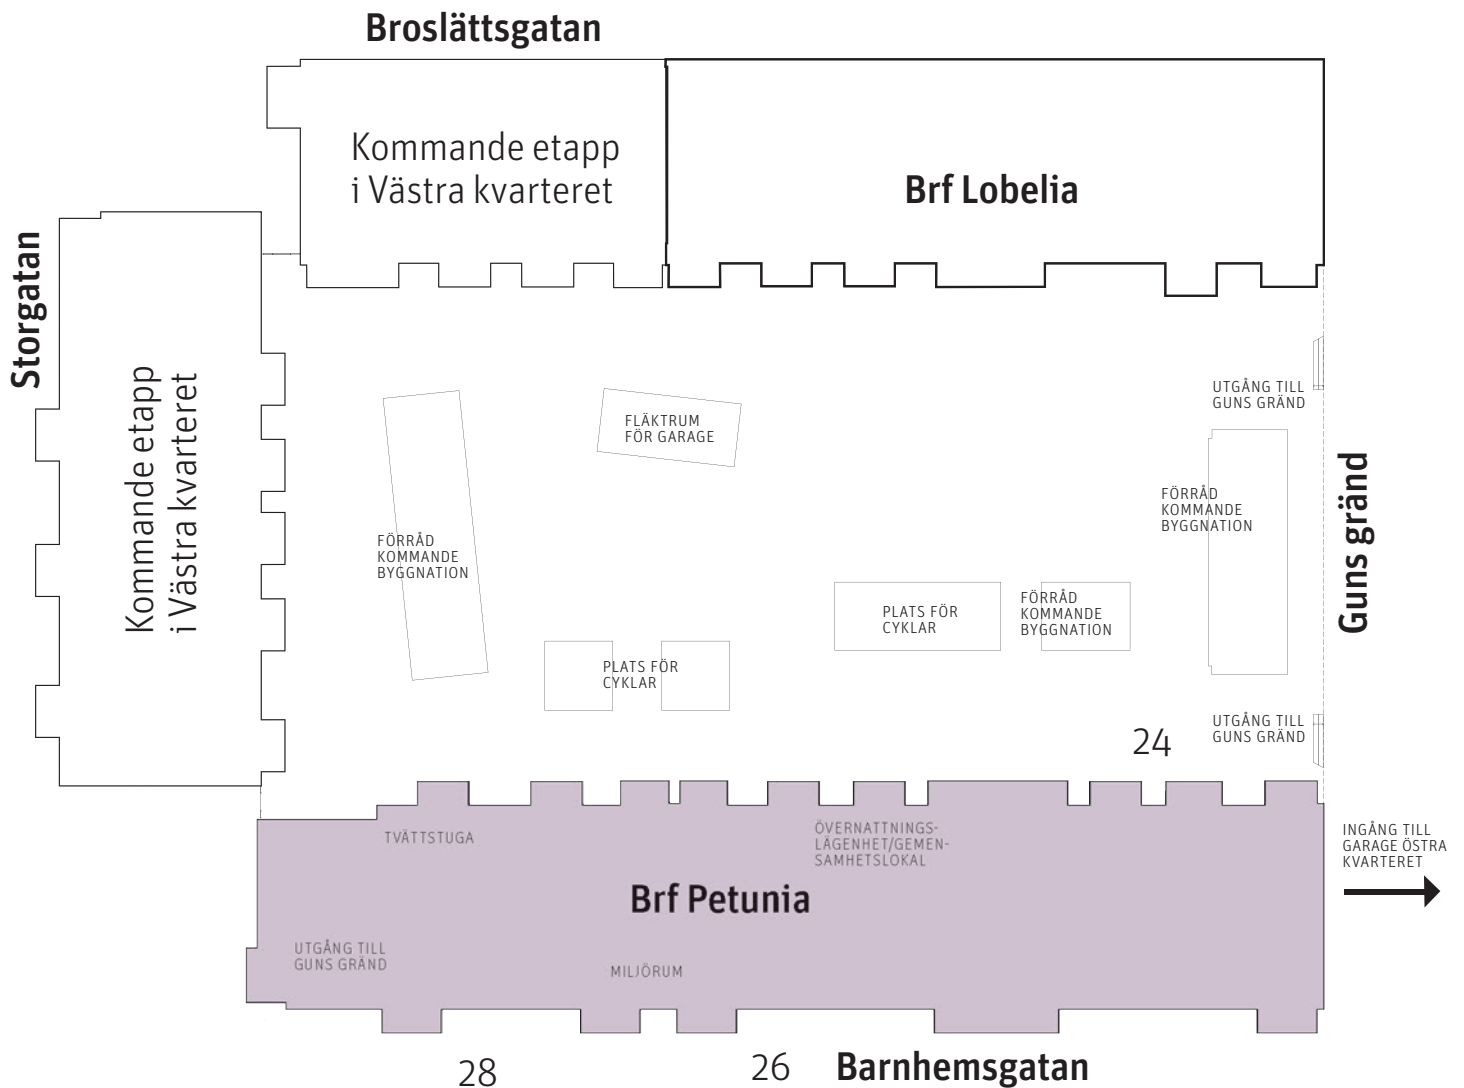 Broslättsgatan
Kommande etapp
i Västra kvarteret
Brf Lobelia
Storgatan
Kommande etapp
i Västra kvarteret
UTGÅNG TILL
GUNS GRÄND
FLÄKTRUM
FÖR GARAGE
Guns gränd
FÖRRÅD
KOMMANDE
BYGGNATION
FÖRRÅD
KOMMANDE
BYGGNATION
PLATS FÖR
CYKLAR
FÖRRÅD
KOMMANDE
BYGGNATION
PLATS FÖR
CYKLAR
24
UTGÅNG TILL
GUNS GRÄND
TVÄTTSTUGA
ÖVERNATTNINGS-
LÄGENHET/GEMEN-
SAMHETSLOKAL
INGÅNG TILL
GARAGE ÖSTRA
KVARTERET
Brf Petunia
UTGÅNG TILL
GUNS GRÄND
MILJÖRUM
28
26
Barnhemsgatan